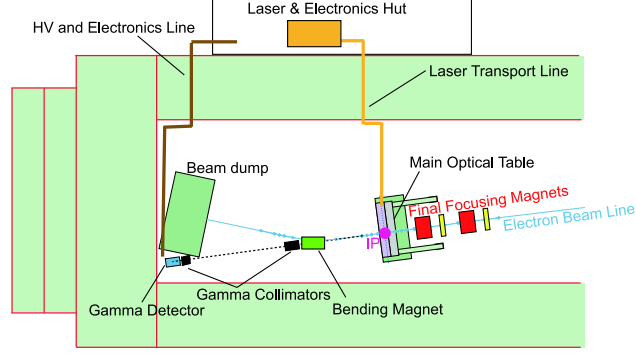 Laser & Electronics Hut
HV and Electronics Line
Laser Transport Line
Beam dump
Main Optical Table
Final Focusing Magnets
Electron Beam Line
IP
Gamma Collimators
Gamma Detector
Bending Magnet